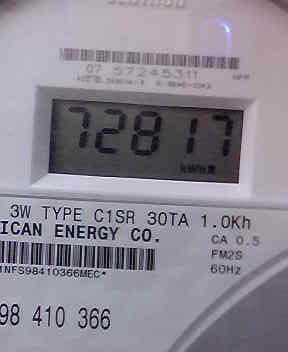 07 57245311
72817
kWh
3W TYPE C1SR 30TA 1.0Kh
ICAN ENERGY CO.
CA 0.5
FM2S
60Hz
1NFS98410366MEC*
98 410 366